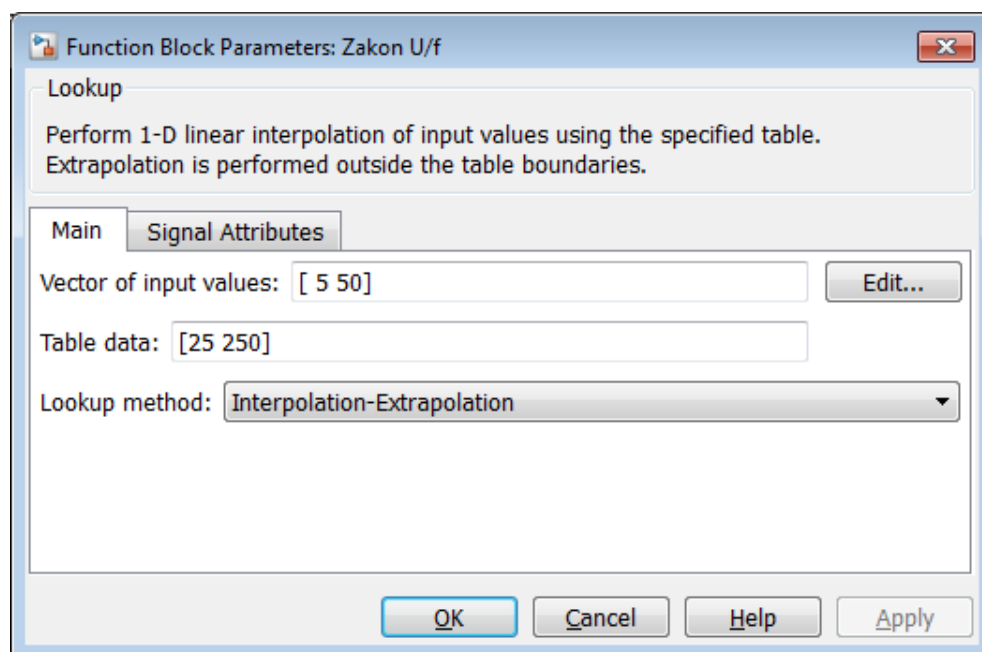 Function Block Parameters: Zakon U/f
Lookup
Perform 1-D linear interpolation of input values using the specified table.
Extrapolation is performed outside the table boundaries.
Main Signal Attributes
Vector of input values: [ 5 50] Edit...
Table data: [25 250]
Lookup method: Interpolation-Extrapolation
OK Cancel Help Apply